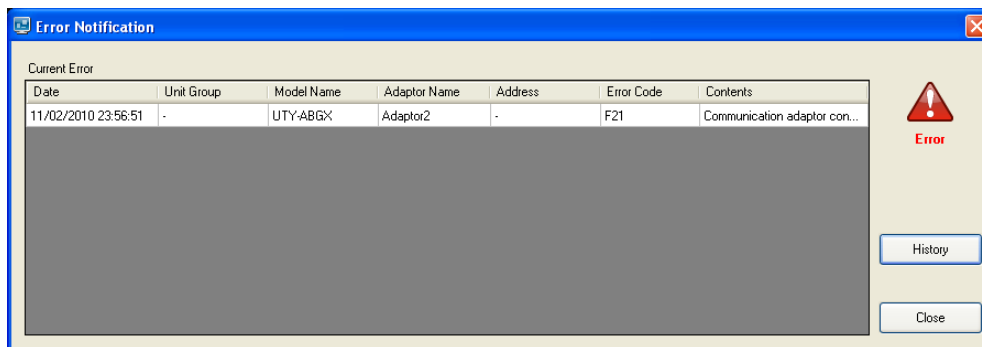 Error Notification
Current Error
Date Unit Group Model Name Adaptor Name Address Error Code Contents
11/02/2010 23:56:51 - UTY-ABGX Adaptor2 - F21 Communication adaptor con...
Error
History
Close